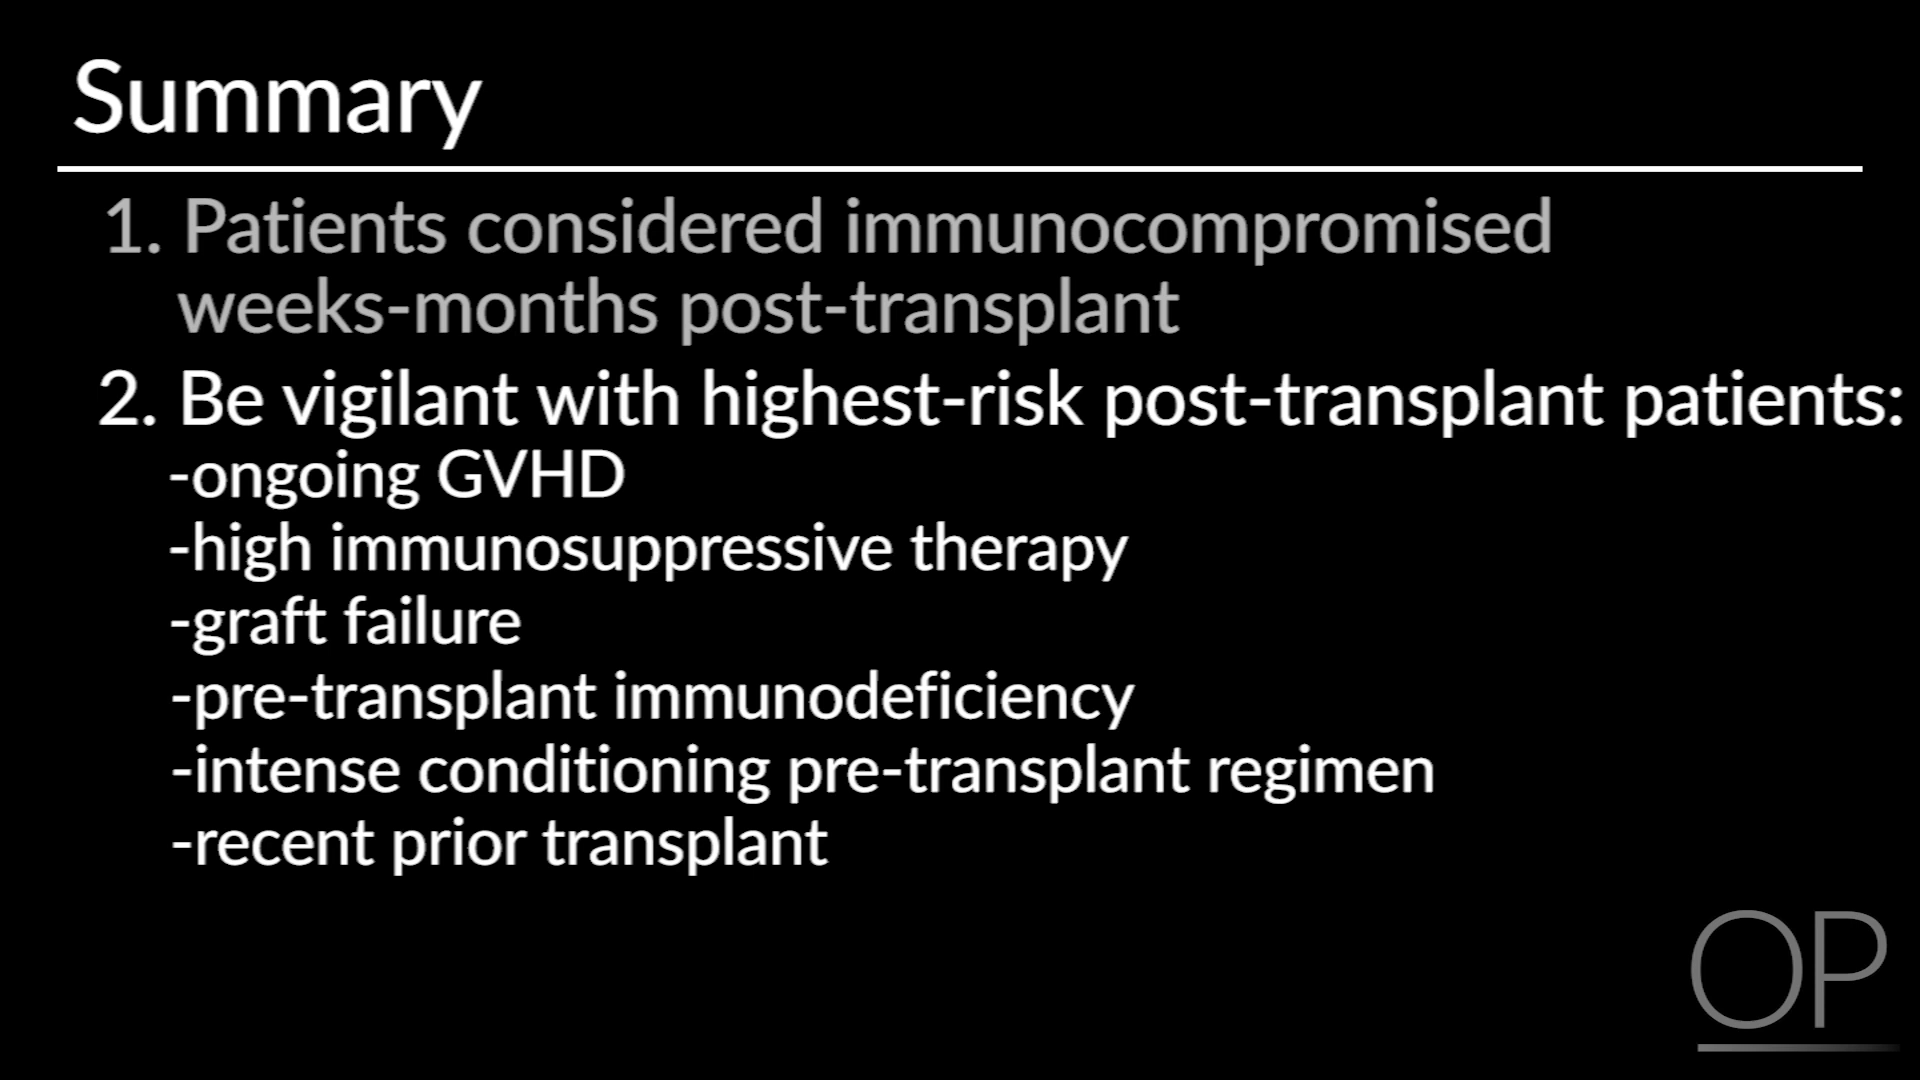 Summary
1. Patients considered immunocompromised
weeks-months post-transplant
2. Be vigilant with highest-risk post-transplant patients:
-ongoing GVHD
-high immunosuppressive therapy
-graft failure
-pre-transplant immunodeficiency
-intense conditioning pre-transplant regimen
-recent prior transplant
OP